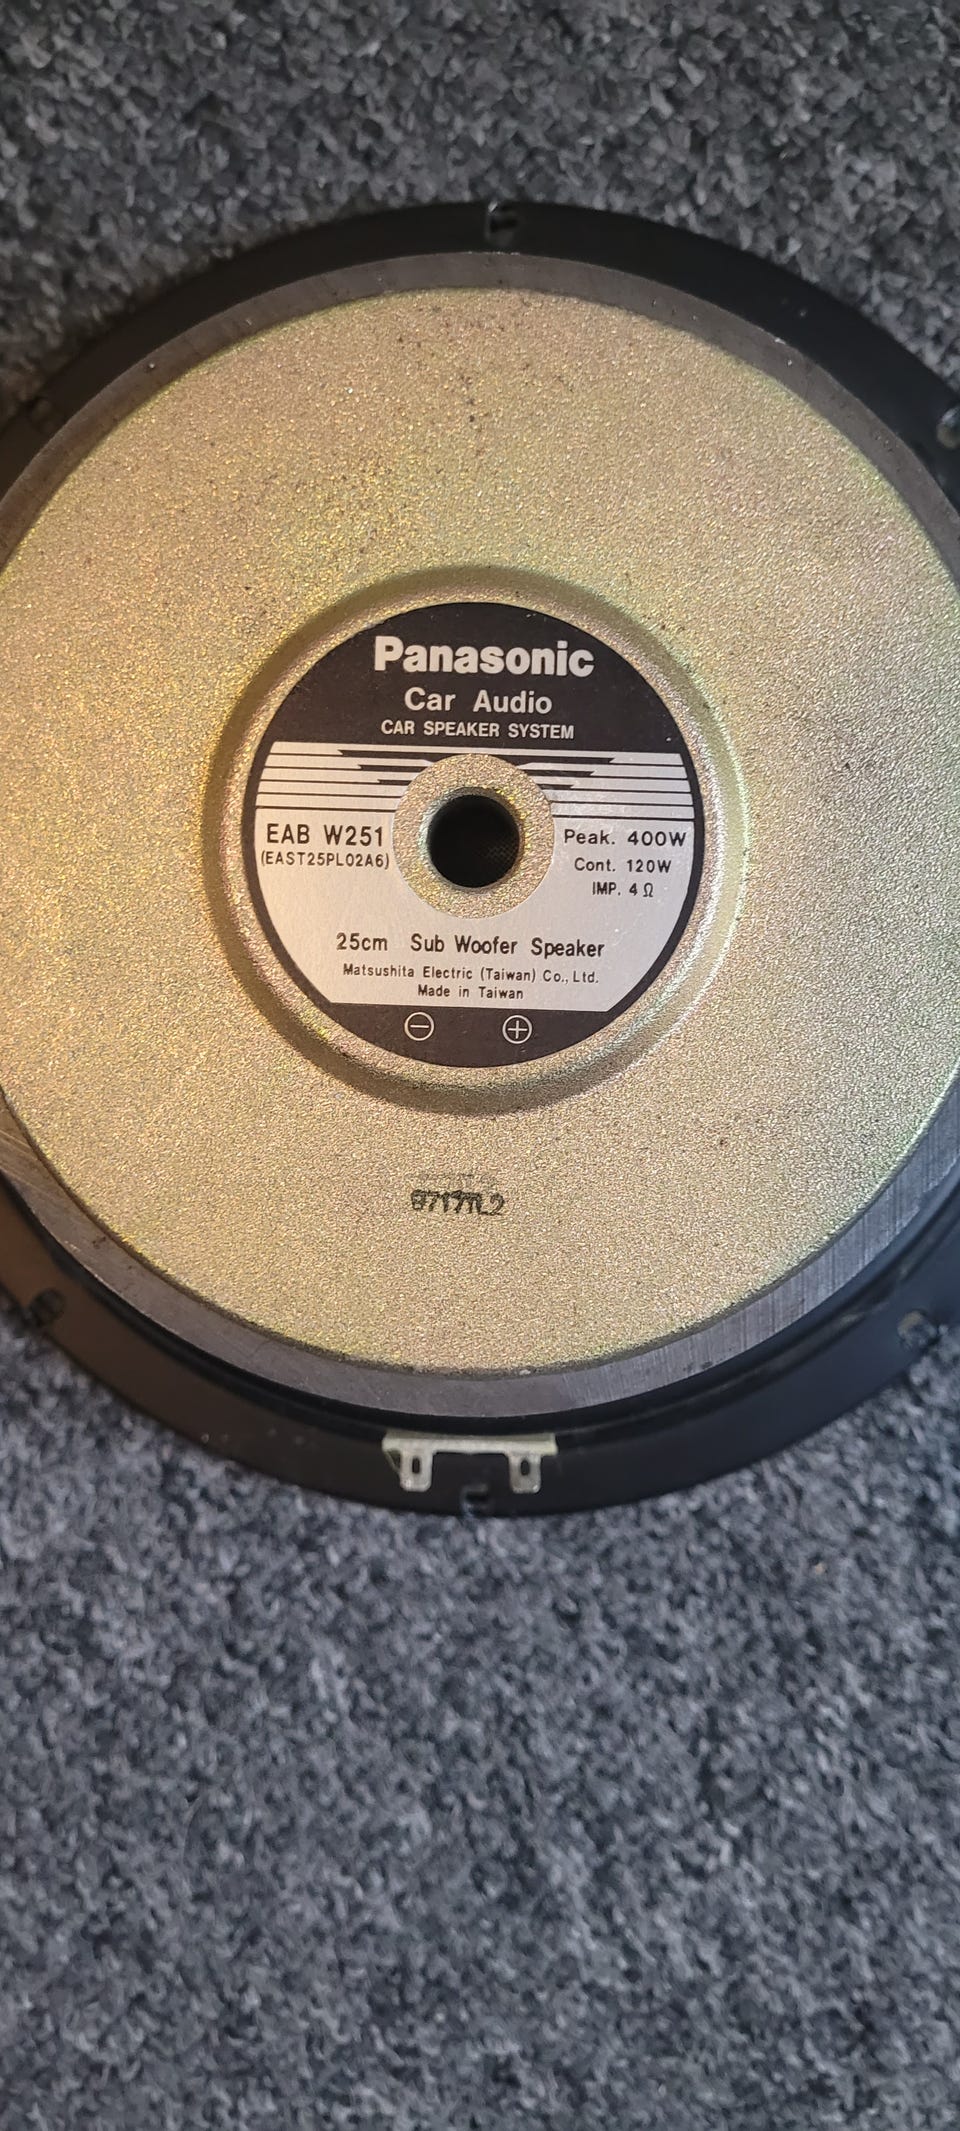 Panasonic
Car Audio
CAR SPEAKER SYSTEM
EAB W251
(EAST25PL02A6)
Peak. 400W
Cont. 120W
IMP. 4 Ω
25cm Sub Woofer Speaker
Matsushita Electric (Taiwan) Co., Ltd.
Made in Taiwan
⊖ ⊕